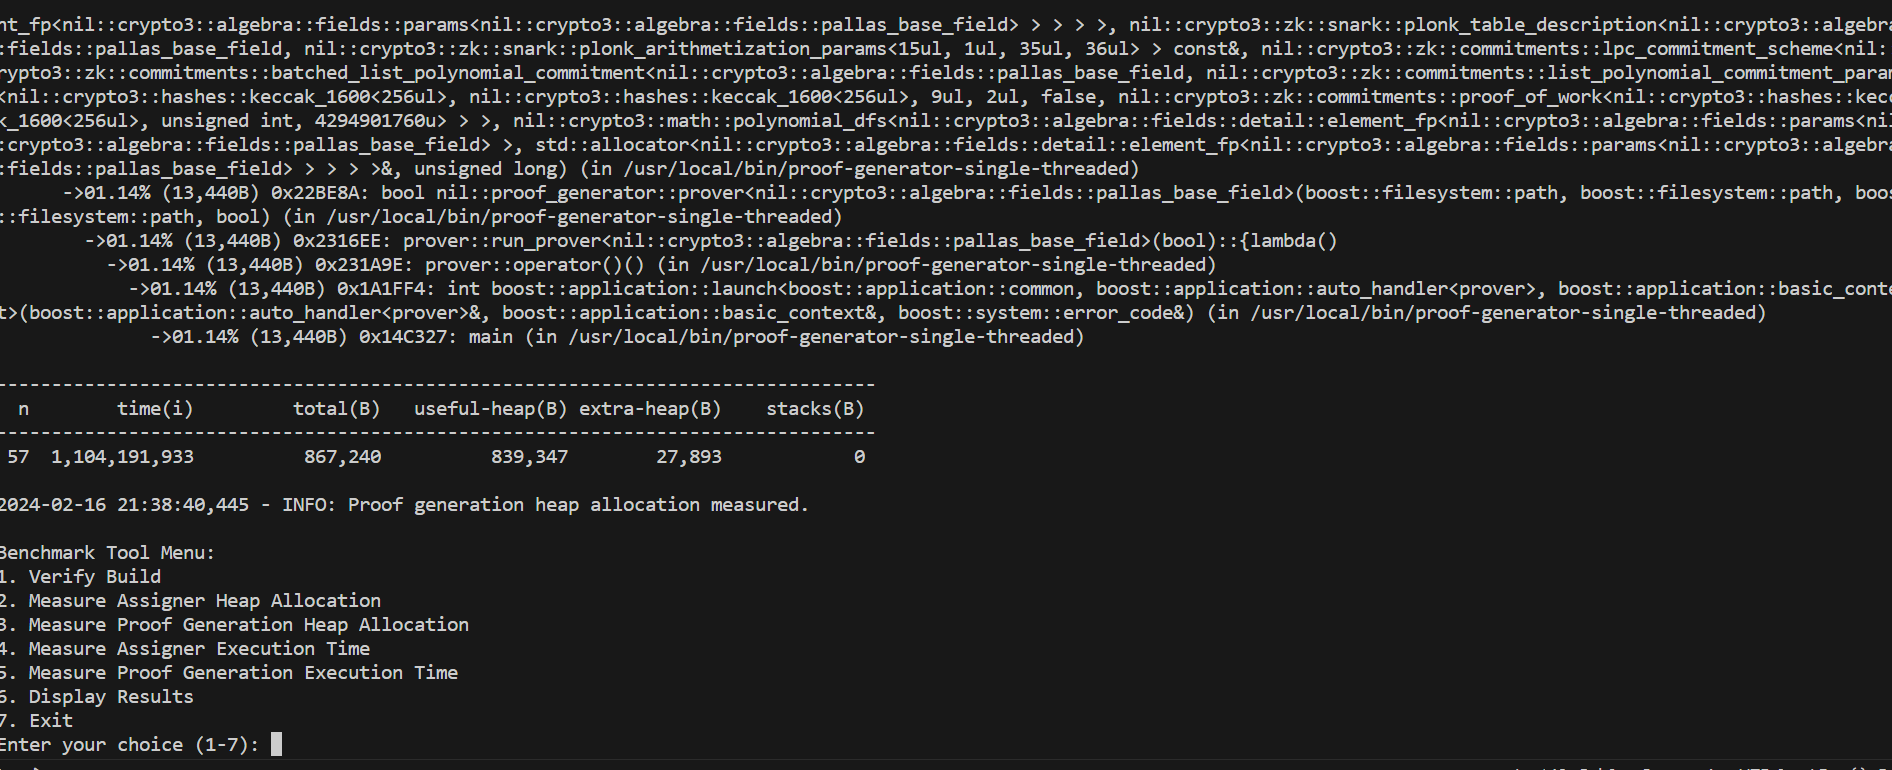 nt_fp<nil::crypto3::algebra::fields::params<nil::crypto3::algebra::fields::pallas_base_field> > > > >, nil::crypto3::zk::snark::plonk_table_description<nil::crypto3::algebra
:fields::pallas_base_field, nil::crypto3::zk::snark::plonk_arithmetization_params<15ul, 1ul, 35ul, 36ul> > const&, nil::crypto3::zk::commitments::lpc_commitment_scheme<nil::
rypto3::zk::commitments::batched_list_polynomial_commitment<nil::crypto3::algebra::fields::pallas_base_field, nil::crypto3::zk::commitments::list_polynomial_commitment_param
<nil::crypto3::hashes::keccak_1600<256ul>, nil::crypto3::hashes::keccak_1600<256ul>, 9ul, 2ul, false, nil::crypto3::zk::commitments::proof_of_work<nil::crypto3::hashes::kecc
k_1600<256ul>, unsigned int, 4294901760u> > >, nil::crypto3::math::polynomial_dfs<nil::crypto3::algebra::fields::detail::element_fp<nil::crypto3::algebra::fields::params<nil
:crypto3::algebra::fields::pallas_base_field> >, std::allocator<nil::crypto3::algebra::fields::detail::element_fp<nil::crypto3::algebra::fields::params<nil::crypto3::algebra
:fields::pallas_base_field> > > > >&, unsigned long) (in /usr/local/bin/proof-generator-single-threaded)
->01.14% (13,440B) 0x22BE8A: bool nil::proof_generator::prover<nil::crypto3::algebra::fields::pallas_base_field>(boost::filesystem::path, boost::filesystem::path, boos
::filesystem::path, bool) (in /usr/local/bin/proof-generator-single-threaded)
->01.14% (13,440B) 0x2316EE: prover::run_prover<nil::crypto3::algebra::fields::pallas_base_field>(bool)::{lambda()
->01.14% (13,440B) 0x231A9E: prover::operator()() (in /usr/local/bin/proof-generator-single-threaded)
->01.14% (13,440B) 0x1A1FF4: int boost::application::launch<boost::application::common, boost::application::auto_handler<prover>, boost::application::basic_conte
t>(boost::application::auto_handler<prover>&, boost::application::basic_context&, boost::system::error_code&) (in /usr/local/bin/proof-generator-single-threaded)
->01.14% (13,440B) 0x14C327: main (in /usr/local/bin/proof-generator-single-threaded)
--------------------------------------------------------------------------------
n time(i) total(B) useful-heap(B) extra-heap(B) stacks(B)
--------------------------------------------------------------------------------
57 1,104,191,933 867,240 839,347 27,893 0
2024-02-16 21:38:40,445 - INFO: Proof generation heap allocation measured.
Benchmark Tool Menu:
1. Verify Build
2. Measure Assigner Heap Allocation
3. Measure Proof Generation Heap Allocation
4. Measure Assigner Execution Time
5. Measure Proof Generation Execution Time
6. Display Results
7. Exit
Enter your choice (1-7):